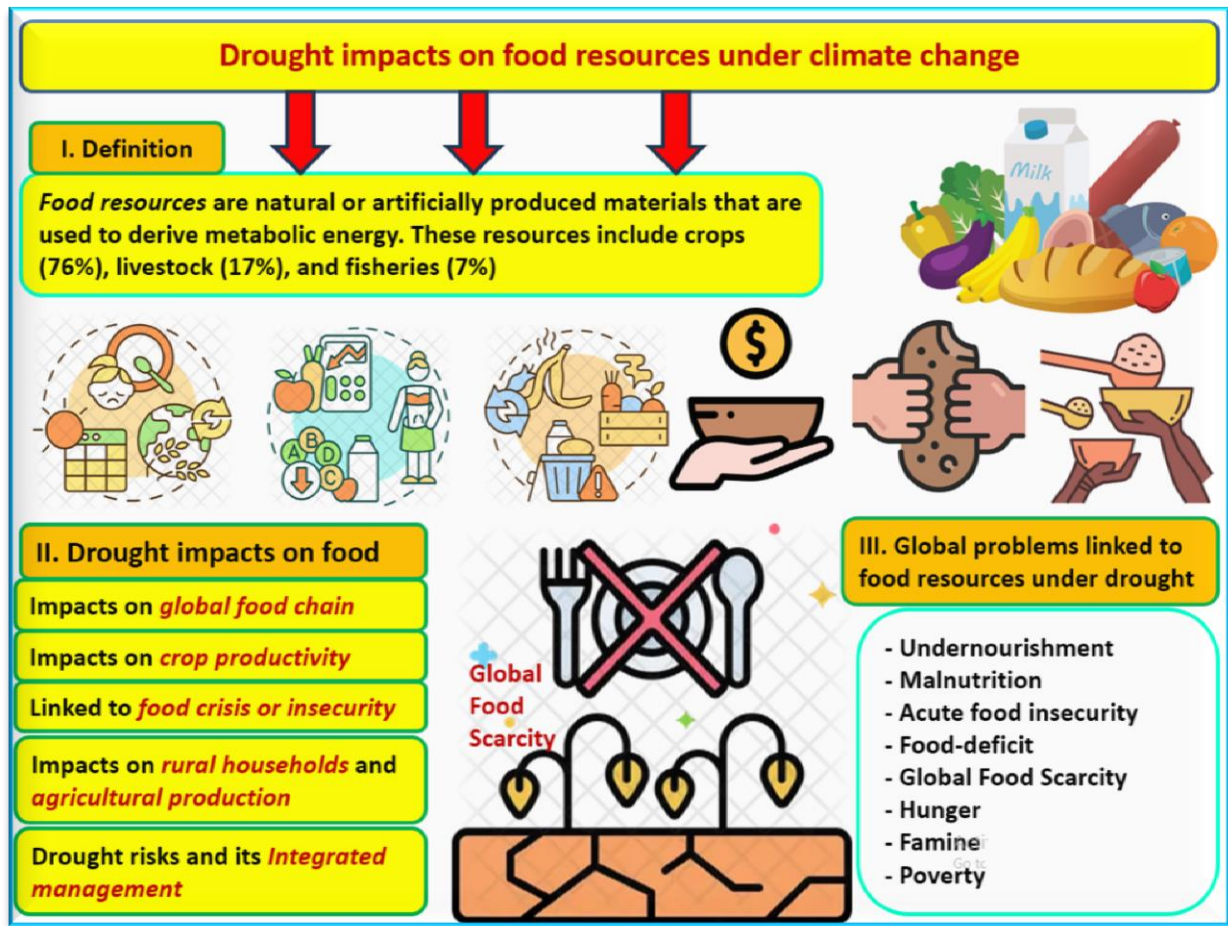 Drought impacts on food resources under climate change
I. Definition
Food resources are natural or artificially produced materials that are
used to derive metabolic energy. These resources include crops
(76%), livestock (17%), and fisheries (7%)
Milk
$
A
B
D
C
II. Drought impacts on food
Impacts on global food chain
Impacts on crop productivity
Linked to food crisis or insecurity
Impacts on rural households and
agricultural production
Drought risks and its Integrated
management
Global
Food
Scarcity
III. Global problems linked to
food resources under drought
- Undernourishment
- Malnutrition
- Acute food insecurity
- Food-deficit
- Global Food Scarcity
- Hunger
- Famine
- Poverty